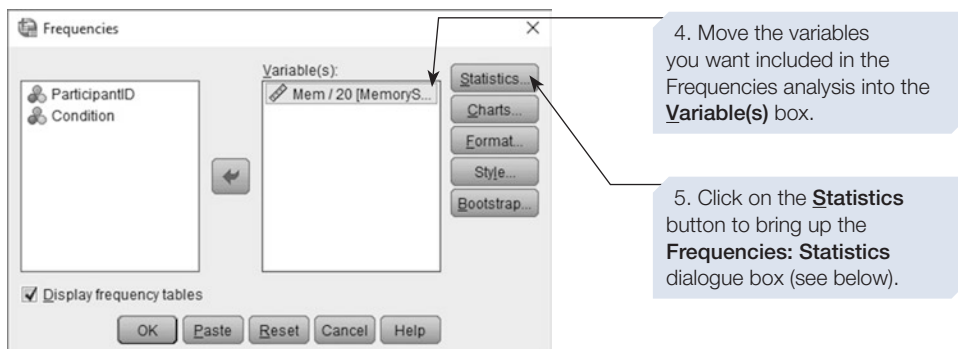 Frequencies
ParticipantID
Condition
Variable(s):
Mem / 20 [MemoryS...
Statistics...
Charts...
Format...
Style...
Bootstrap...
Display frequency tables
OK
Paste
Reset
Cancel
Help
4. Move the variables
you want included in the
Frequencies analysis into the
Variable(s) box.
5. Click on the Statistics
button to bring up the
Frequencies: Statistics
dialogue box (see below).